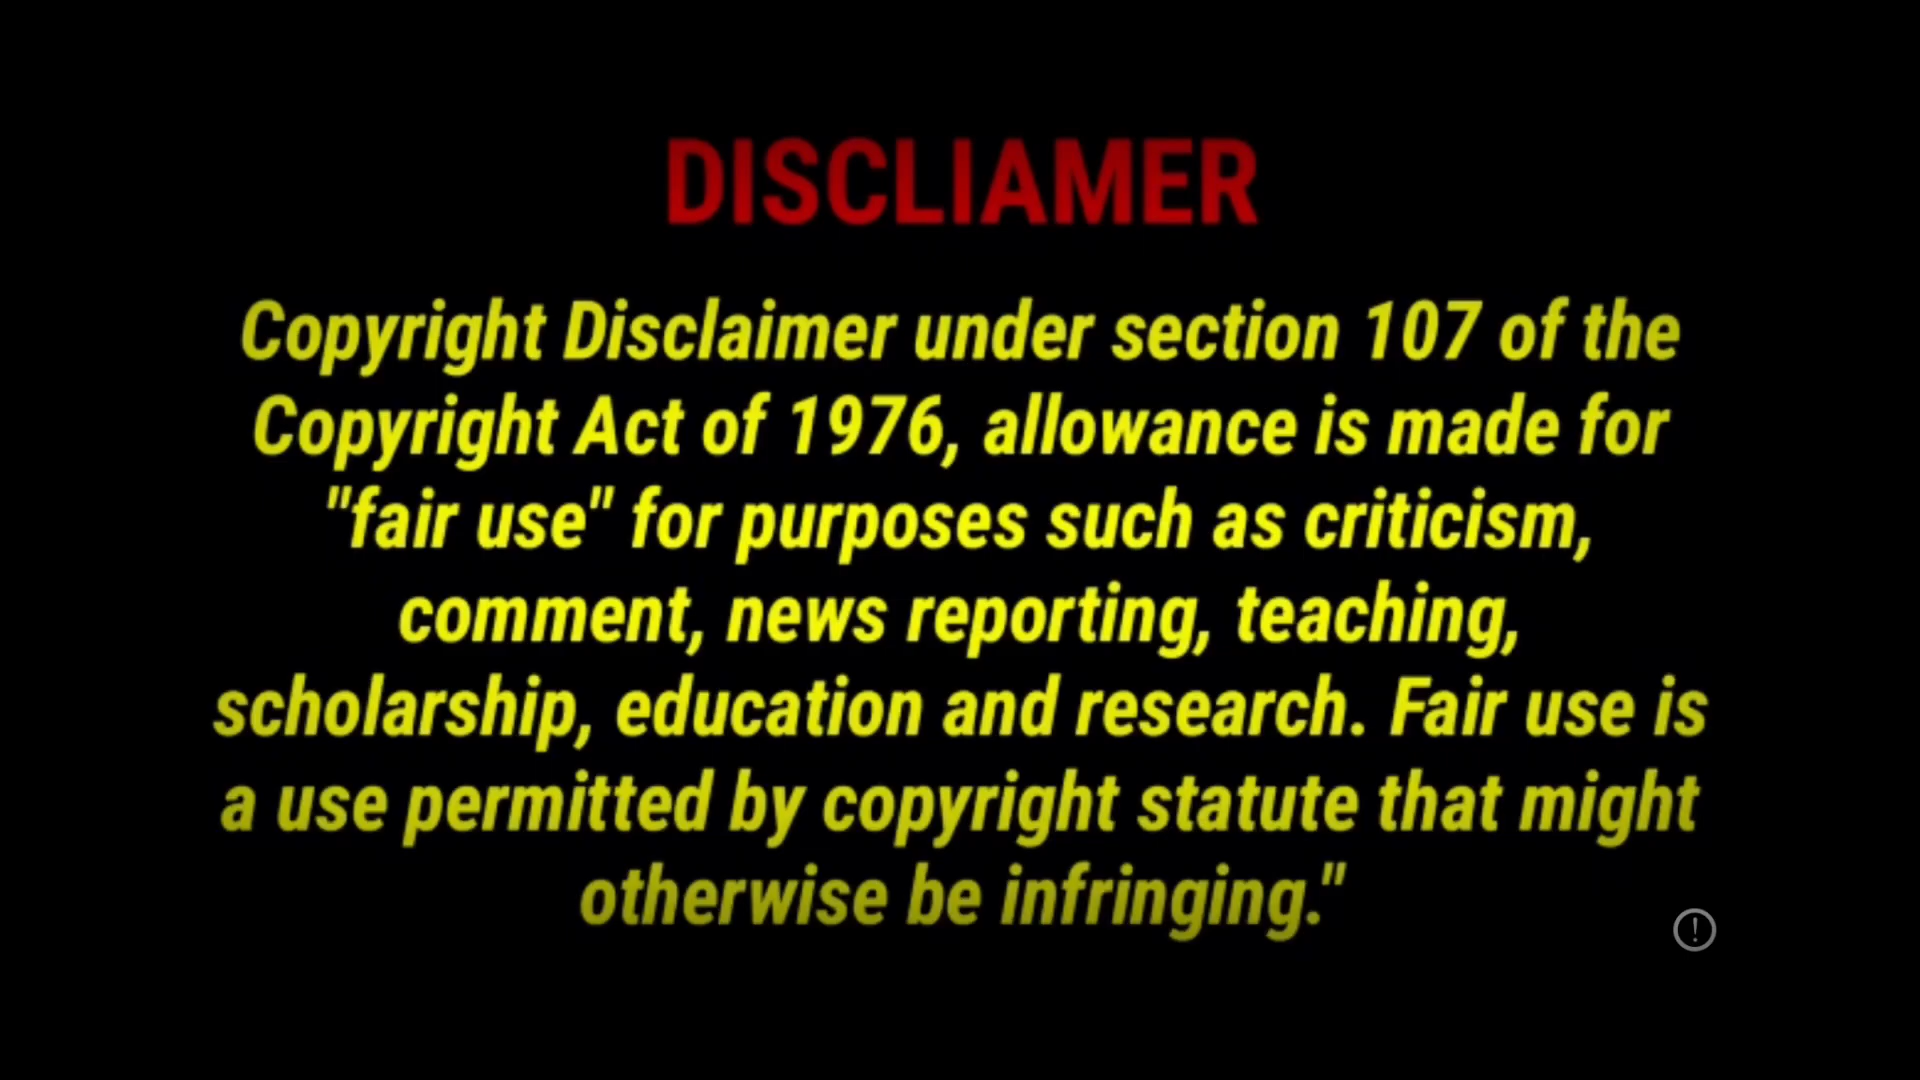 DISCLIAMER
Copyright Disclaimer under section 107 of the
Copyright Act of 1976, allowance is made for
"fair use" for purposes such as criticism,
comment, news reporting, teaching,
scholarship, education and research. Fair use is
a use permitted by copyright statute that might
otherwise be infringing."